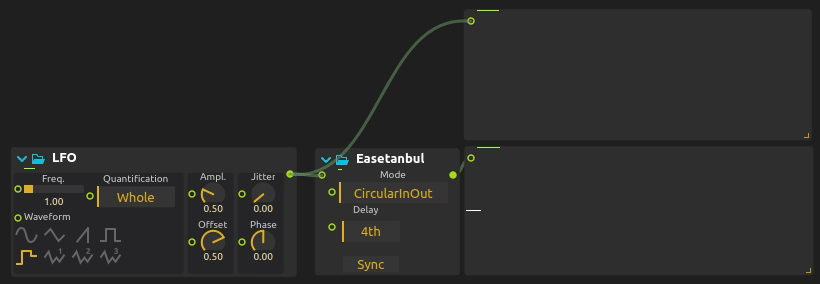 LFO
Freq.
1.00
Quantification
Whole
Waveform
1
2
3
Ampl.
0.50
Jitter
0.00
Offset
0.50
Phase
0.00
Easetanbul
Mode
CircularInOut
Delay
4th
Sync